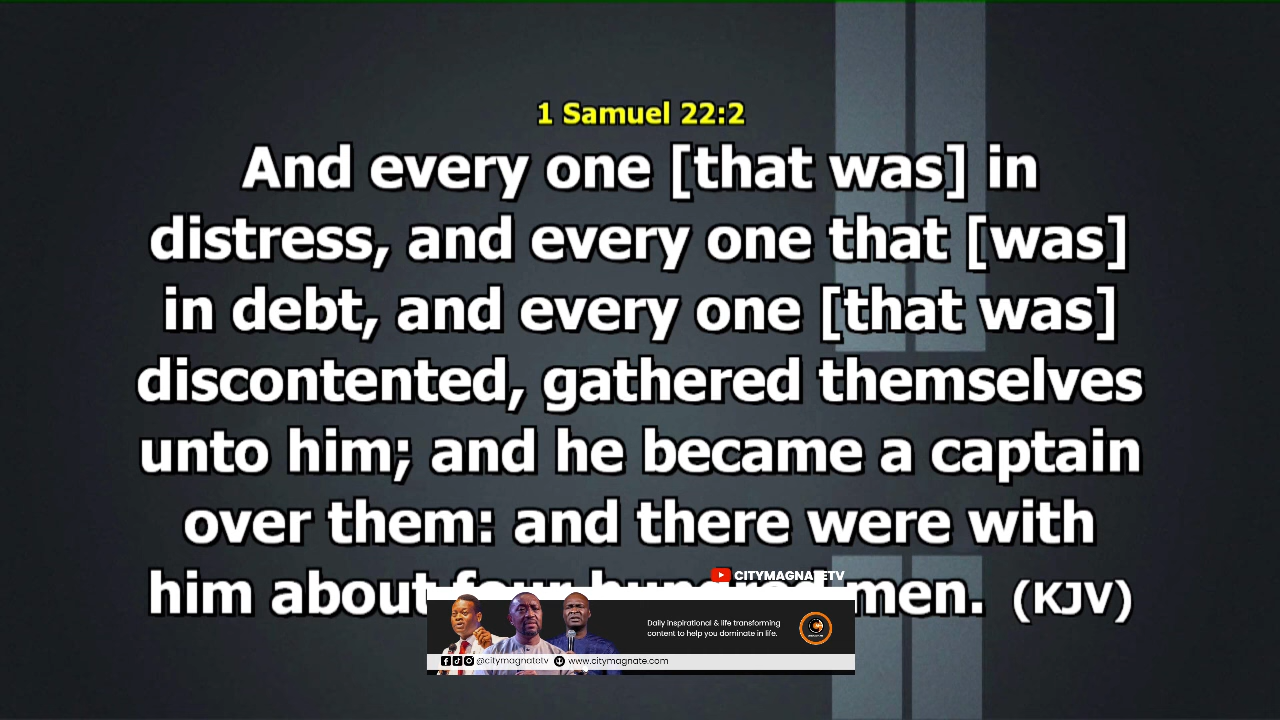 1 Samuel 22:2
And every one [that was] in
distress, and every one that [was]
in debt, and every one [that was]
discontented, gathered themselves
unto him; and he became a captain
over them: and there were with
him about four hundred men. (KJV)
CITYMAGNATETV
Daily inspirational & life transforming
content to help you dominate in life.
@citymagnatetv www.citymagnate.com